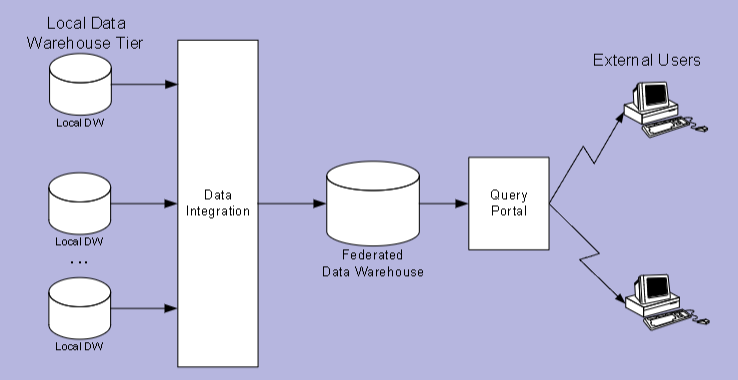 Local Data
Warehouse Tier
Local DW
Local DW
...
Local DW
Data
Integration
Federated
Data Warehouse
Query
Portal
External Users